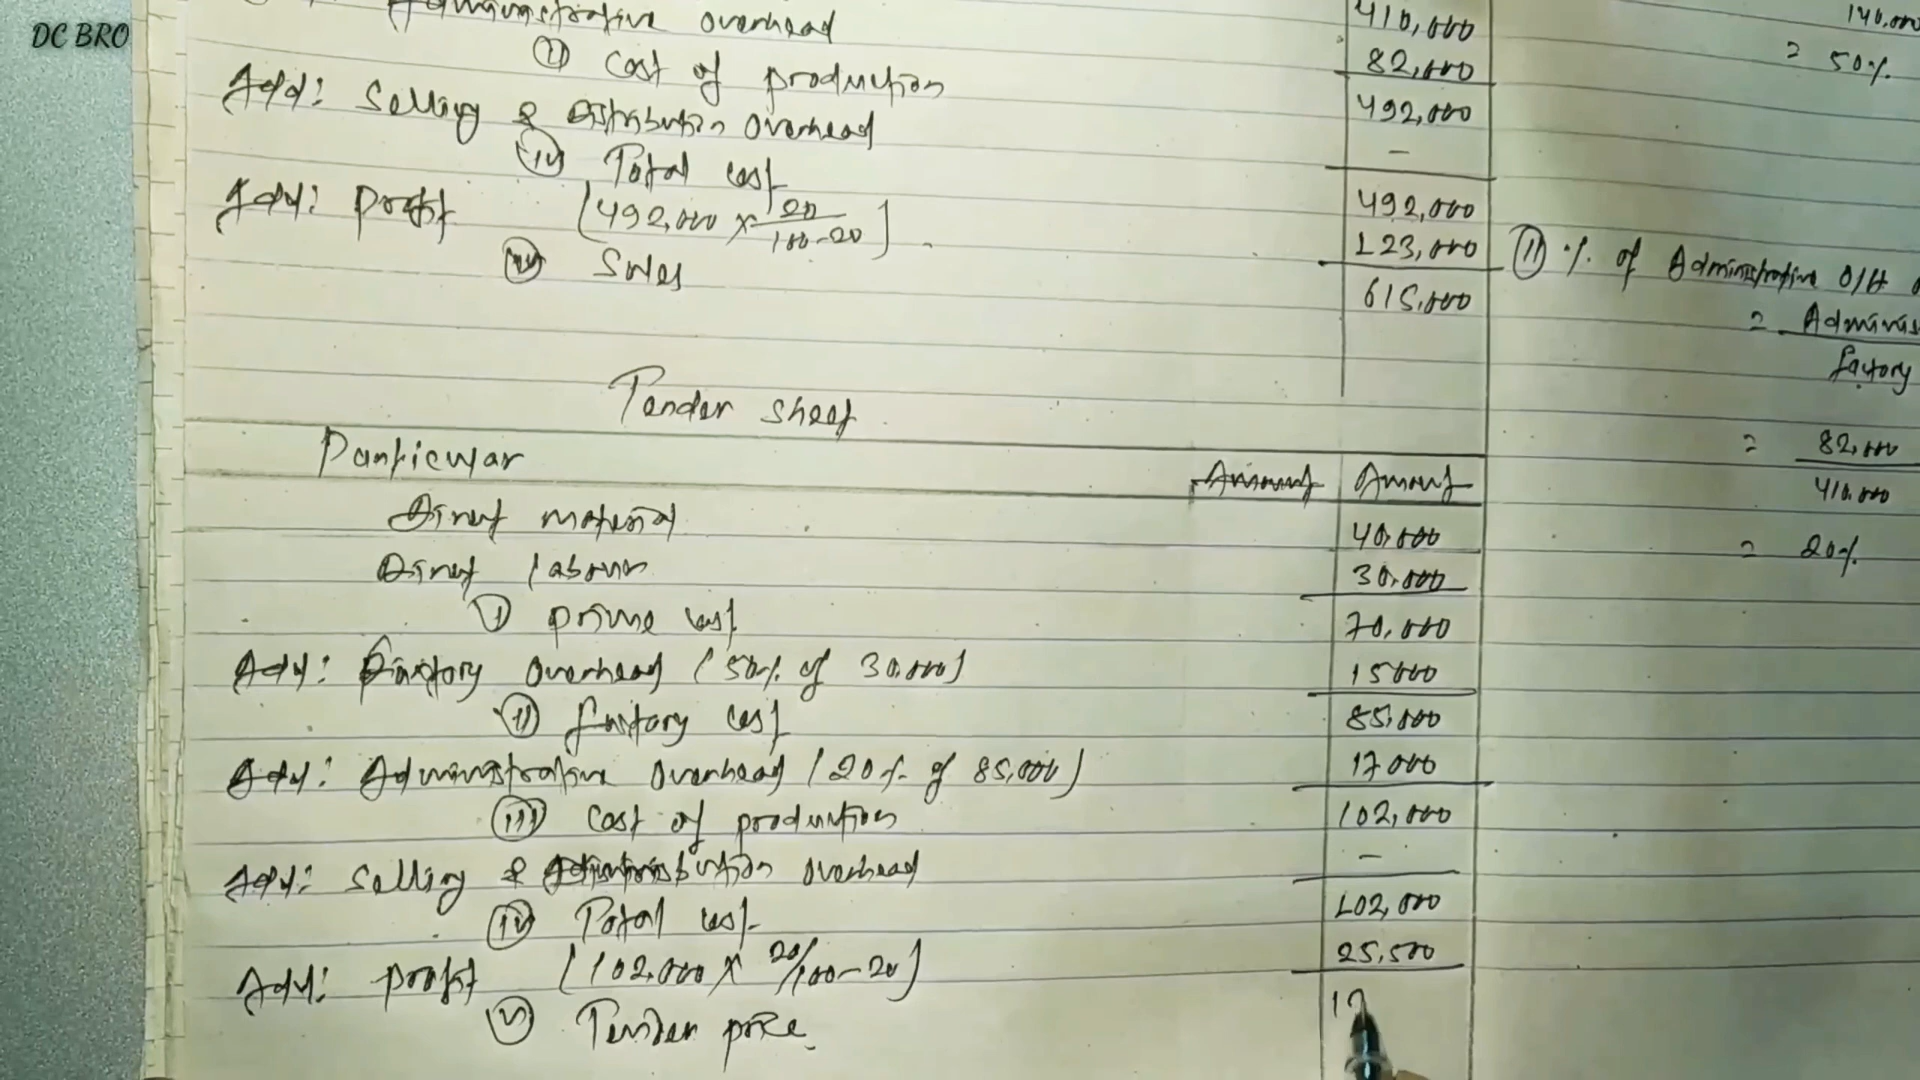 DC BRO
Administrative overhead 410,000 140,000
III Cost of production 82,000 = 50%
Add: Selling & Distribution overhead 492,000
IV Total cost -
Add: Profit [492,000 x 20/100-20] 492,000
V Sales 123,000
615,000
II % of Administrative O/H
= Adminis
factory
= 82,000
410,000
= 20%
Tender sheet
Particular Amount Amount
Direct material 40,000
Direct labour 30,000
I prime cost 70,000
Add: Factory overhead (50% of 30,000) 15000
II factory cost 85,000
Add: Administrative overhead (20% of 85,000) 17000
III Cost of production 102,000
Add: Selling & distribution overhead -
IV Total cost 102,000
Add: profit (102,000 x 20/100-20) 25,500
V Tender price 12